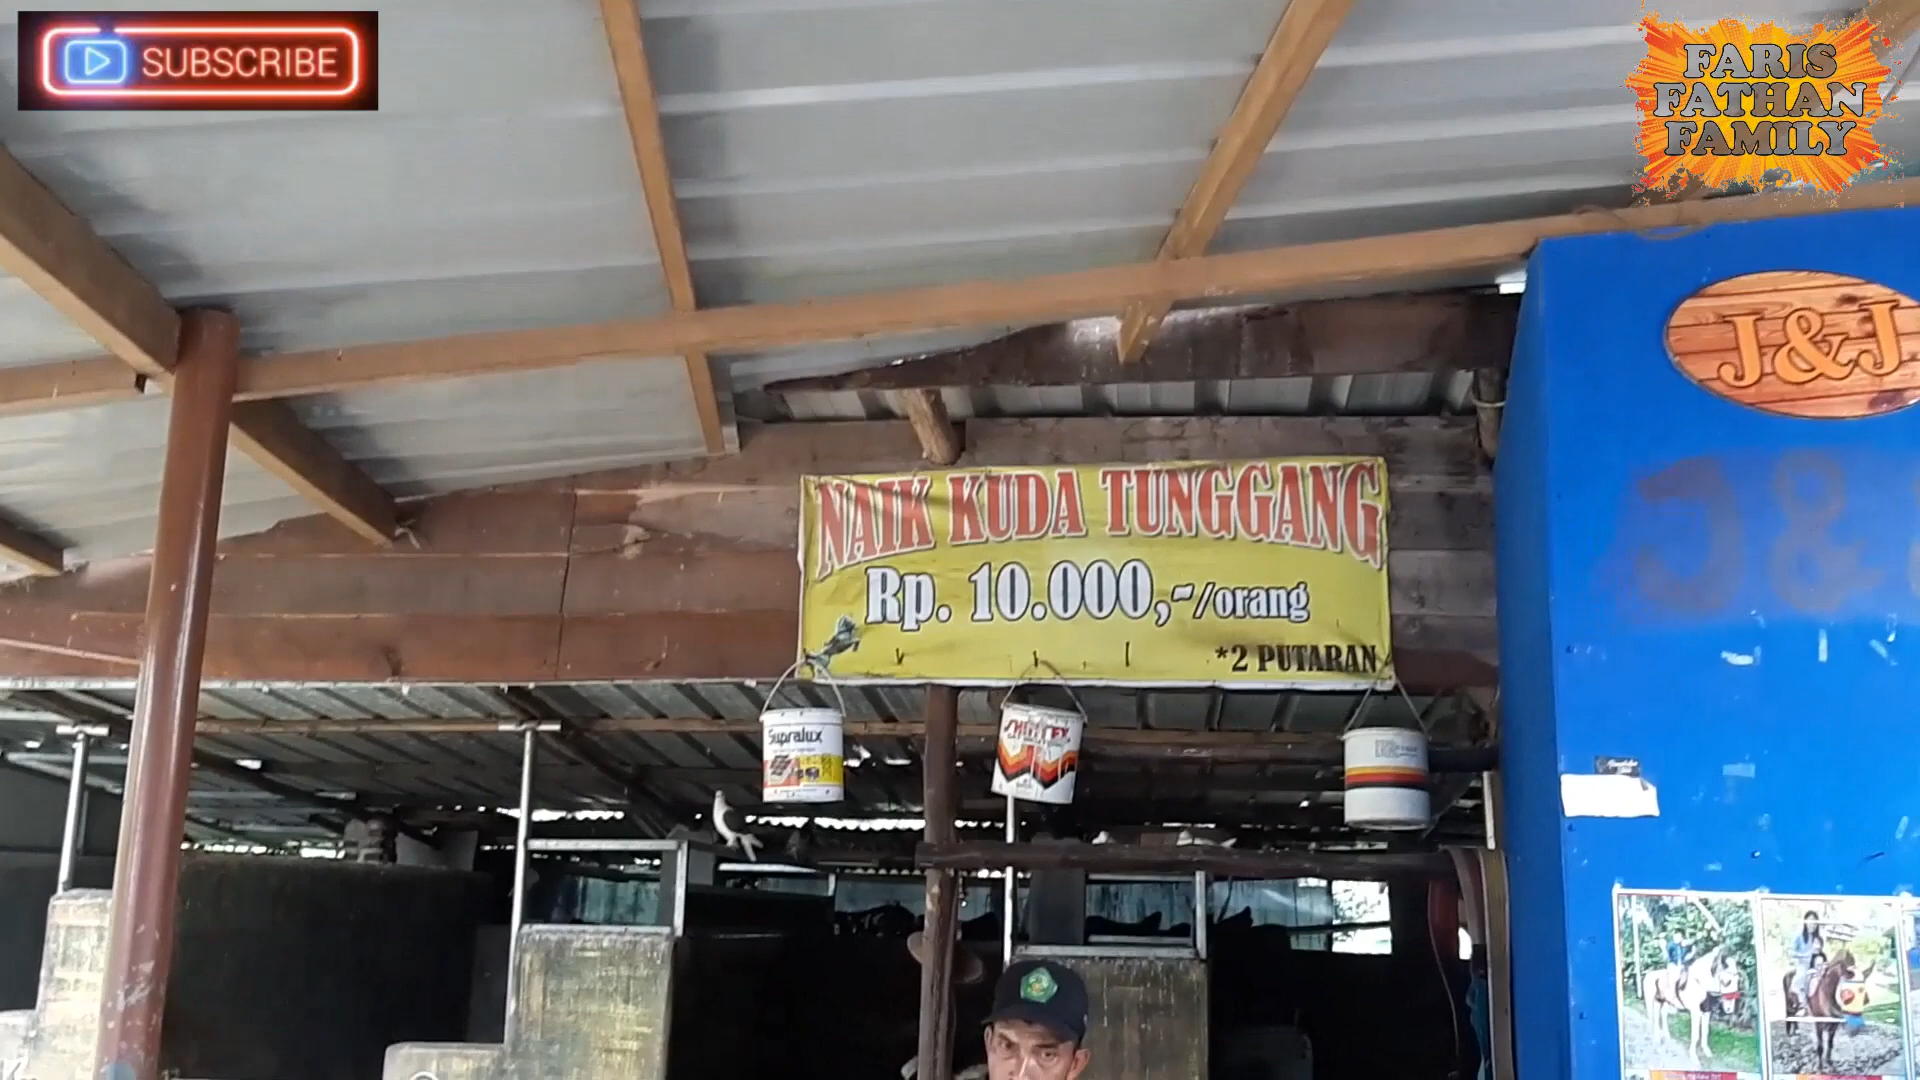 SUBSCRIBE
FARIS
FATHAN
FAMILY
J&J
NAIK KUDA TUNGGANG
Rp. 10.000,-/orang
*2 PUTARAN
J&
Supralux